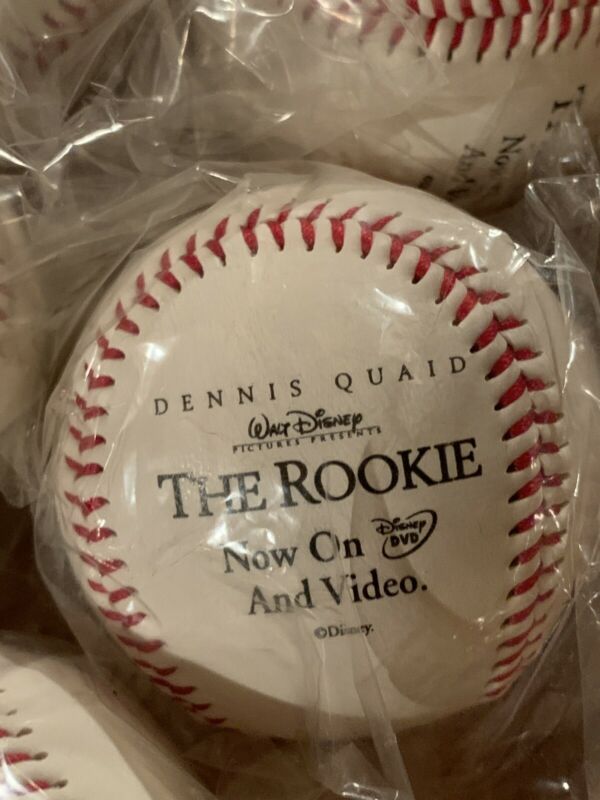 DENNIS QUAID
WALT DISNEY
PICTURES PRESENTS
THE ROOKIE
Now On Disney DVD
And Video.
©Disney.